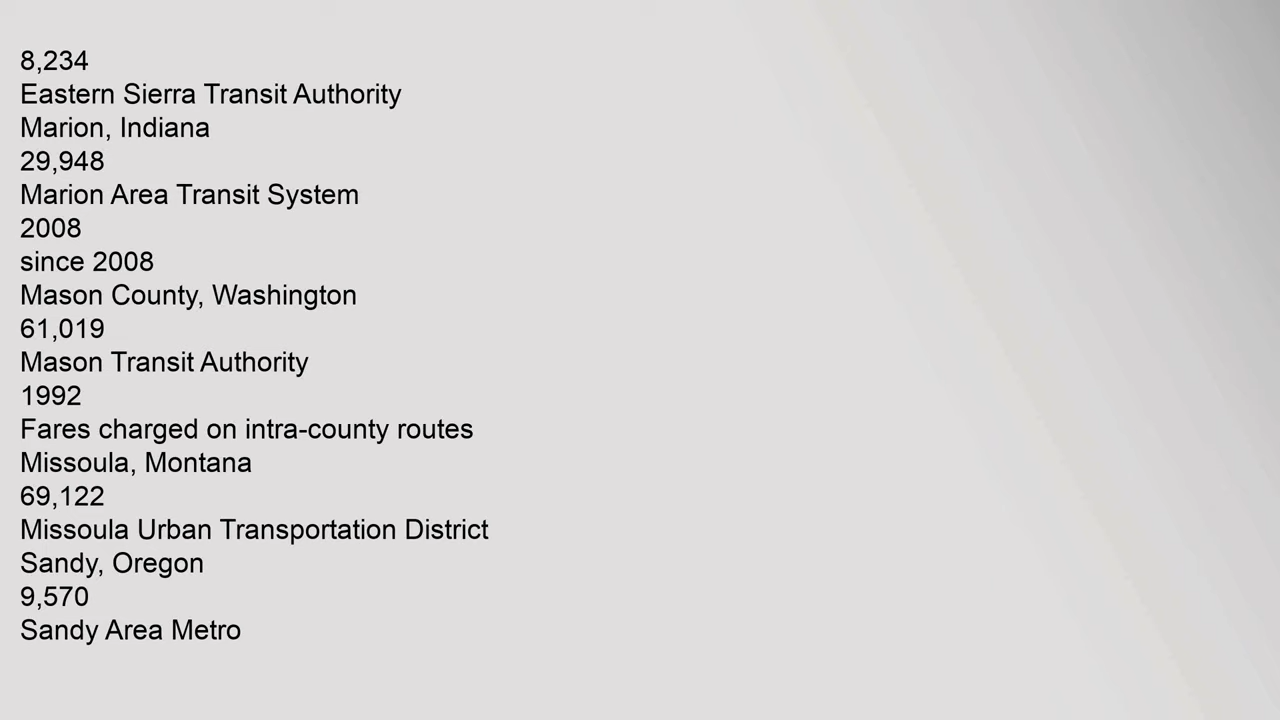 8,234
Eastern Sierra Transit Authority
Marion, Indiana
29,948
Marion Area Transit System
2008
since 2008
Mason County, Washington
61,019
Mason Transit Authority
1992
Fares charged on intra-county routes
Missoula, Montana
69,122
Missoula Urban Transportation District
Sandy, Oregon
9,570
Sandy Area Metro